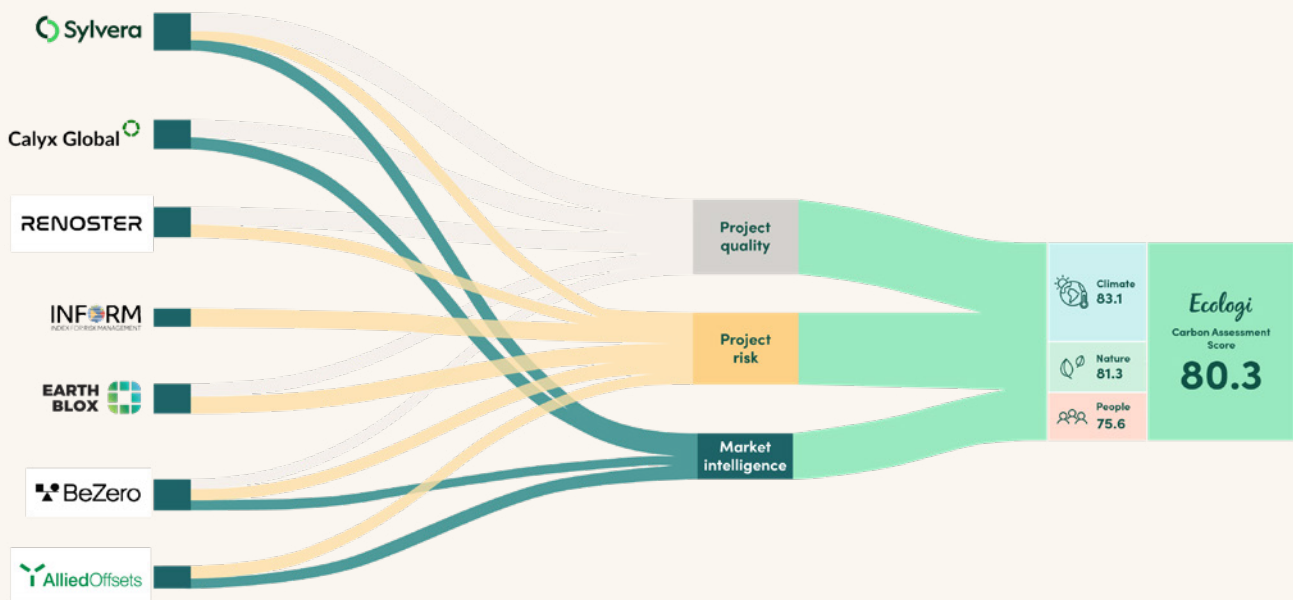 Sylvera
Calyx Global
RENOSTER
INFORM
INDEX FOR RISK MANAGEMENT
EARTH
BLOX
BeZero
AlliedOffsets
Project
quality
Project
risk
Market
intelligence
Climate
83.1
Nature
81.3
People
75.6
Ecologi
Carbon Assessment
Score
80.3